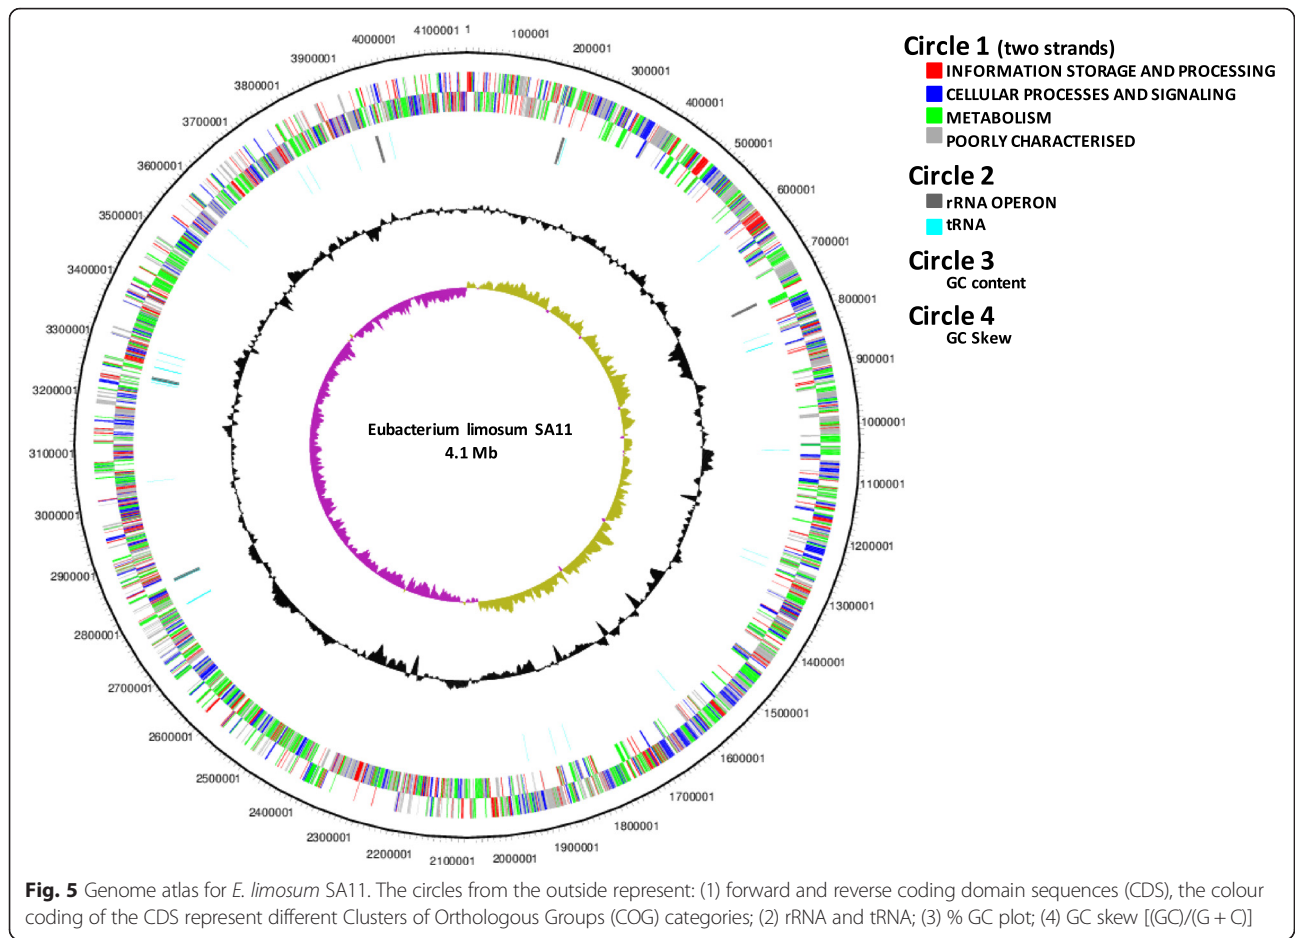 4100001
1
100001
200001
300001
400001
500001
600001
700001
800001
900001
1000001
1100001
1200001
1300001
1400001
1500001
1600001
1700001
1800001
1900001
2000001
2100001
2200001
2300001
2400001
2500001
2600001
2700001
2800001
2900001
3000001
3100001
3200001
3300001
3400001
3500001
3600001
3700001
3800001
3900001
4000001
Eubacterium limosum SA11
4.1 Mb
Circle 1 (two strands)
INFORMATION STORAGE AND PROCESSING
CELLULAR PROCESSES AND SIGNALING
METABOLISM
POORLY CHARACTERISED
Circle 2
rRNA OPERON
tRNA
Circle 3
GC content
Circle 4
GC Skew
Fig. 5 Genome atlas for E. limosum SA11. The circles from the outside represent: (1) forward and reverse coding domain sequences (CDS), the colour
coding of the CDS represent different Clusters of Orthologous Groups (COG) categories; (2) rRNA and tRNA; (3) % GC plot; (4) GC skew [(GC)/(G + C)]